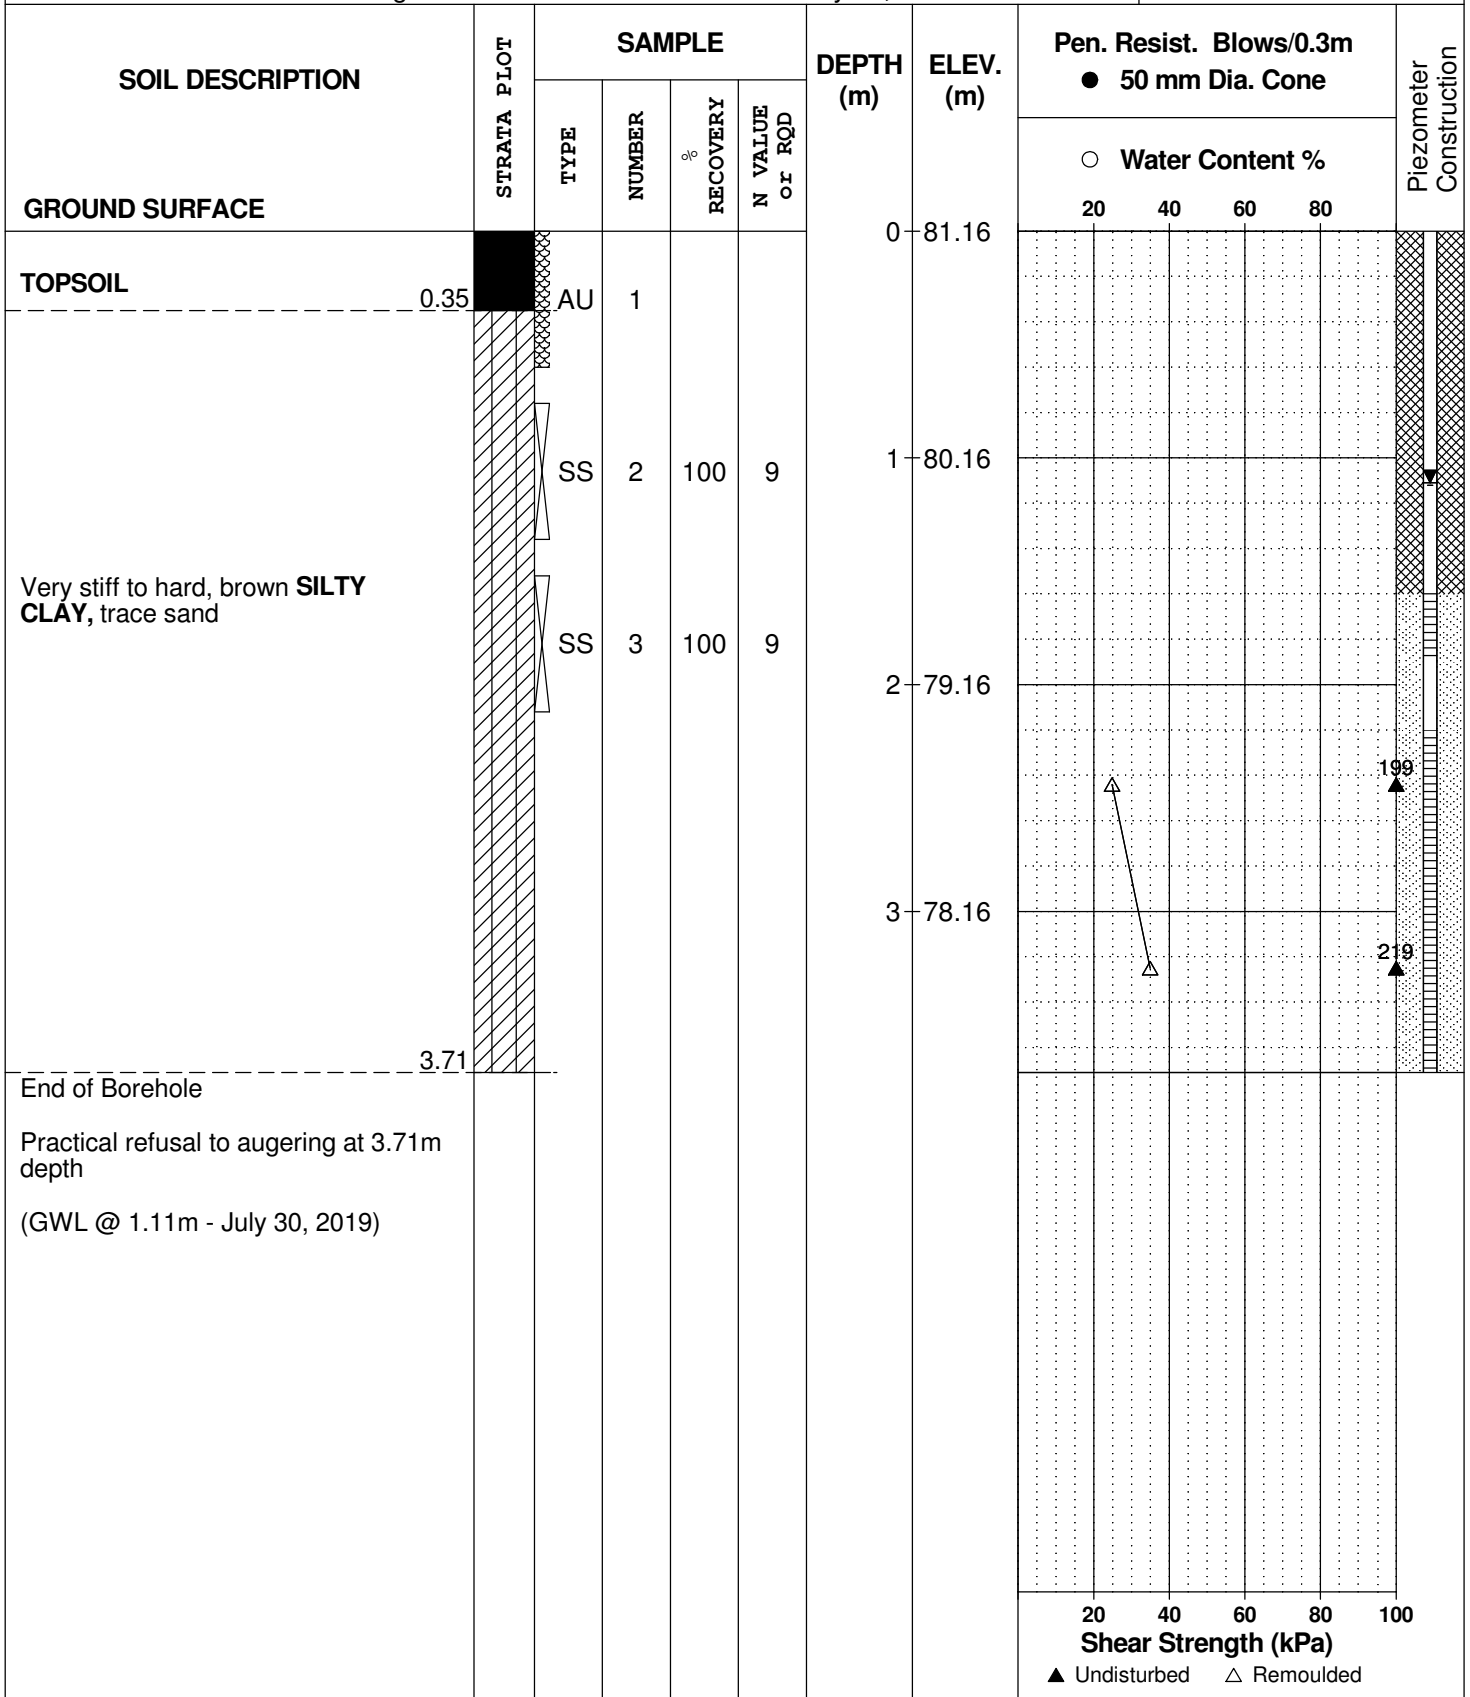 SOIL DESCRIPTION
GROUND SURFACE
STRATA PLOT
SAMPLE
TYPE
NUMBER
%
RECOVERY
N VALUE
or RQD
DEPTH
(m)
ELEV.
(m)
Pen. Resist. Blows/0.3m
● 50 mm Dia. Cone
○ Water Content %
20 40 60 80
Piezometer
Construction
0 81.16
TOPSOIL
0.35
AU 1
1 80.16
SS 2 100 9
Very stiff to hard, brown SILTY
CLAY, trace sand
SS 3 100 9
2 79.16
199
3 78.16
219
3.71
End of Borehole
Practical refusal to augering at 3.71m
depth
(GWL @ 1.11m - July 30, 2019)
20 40 60 80 100
Shear Strength (kPa)
▲ Undisturbed △ Remoulded